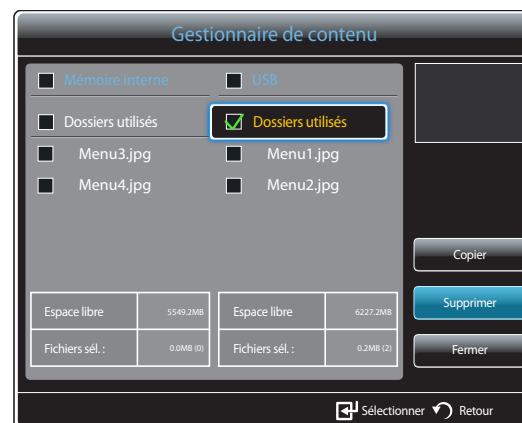 Gestionnaire de contenu
Mémoire interne USB
Dossiers utilisés Dossiers utilisés
Menu3.jpg Menu1.jpg
Menu4.jpg Menu2.jpg
Copier
Supprimer
Espace libre 5549.2MB Espace libre 6227.2MB
Fichiers sél. : 0.0MB (0) Fichiers sél. : 0.2MB (2)
Fermer
Sélectionner Retour